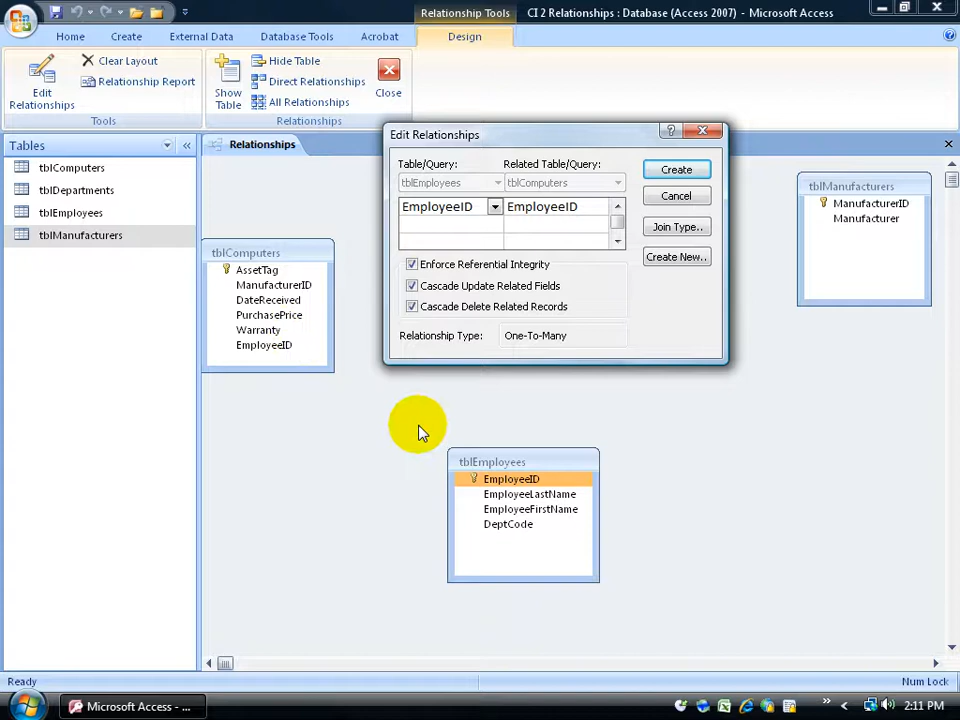 Relationship Tools
CI 2 Relationships : Database (Access 2007) - Microsoft Access
Home
Create
External Data
Database Tools
Acrobat
Design
Edit
Relationships
Clear Layout
Relationship Report
Tools
Show
Table
Hide Table
Direct Relationships
All Relationships
Close
Relationships
Tables
tblComputers
tblDepartments
tblEmployees
tblManufacturers
Relationships
tblComputers
AssetTag
ManufacturerID
DateReceived
PurchasePrice
Warranty
EmployeeID
Edit Relationships
Table/Query:
Related Table/Query:
tblEmployees
tblComputers
EmployeeID
EmployeeID
Enforce Referential Integrity
Cascade Update Related Fields
Cascade Delete Related Records
Relationship Type:
One-To-Many
Create
Cancel
Join Type..
Create New..
tblManufacturers
ManufacturerID
Manufacturer
tblEmployees
EmployeeID
EmployeeLastName
EmployeeFirstName
DeptCode
Ready
Num Lock
Microsoft Access - ...
2:11 PM